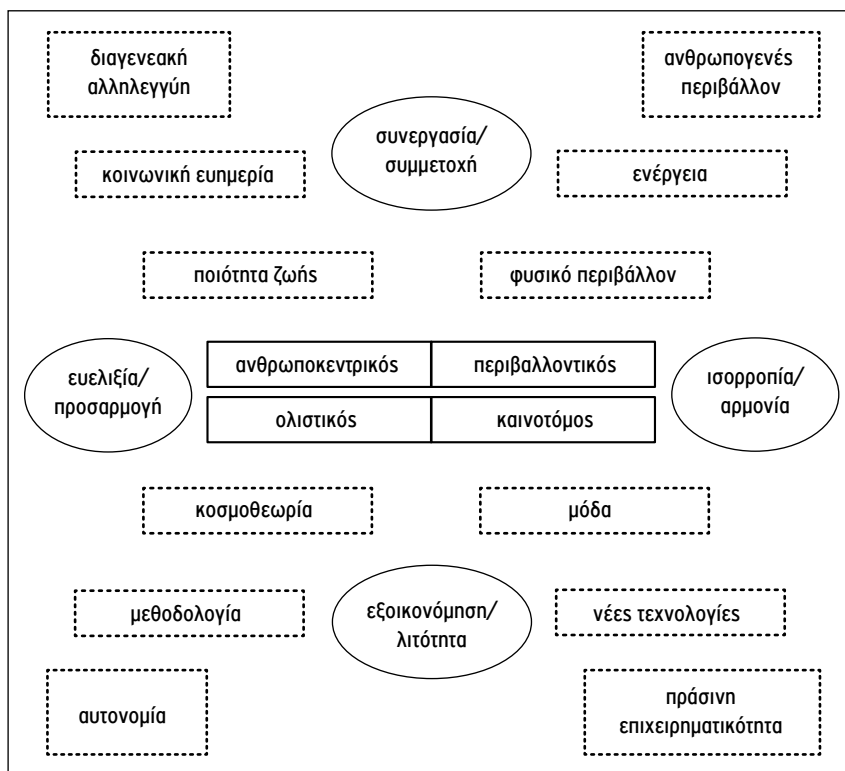 διαγενεακή
αλληλεγγύη
ανθρωπογενές
περιβάλλον
συνεργασία/
συμμετοχή
κοινωνική ευημερία
ενέργεια
ποιότητα ζωής
φυσικό περιβάλλον
ευελιξία/
προσαρμογή
ανθρωποκεντρικός
περιβαλλοντικός
ολιστικός
καινοτόμος
ισορροπία/
αρμονία
κοσμοθεωρία
μόδα
μεθοδολογία
εξοικονόμηση/
λιτότητα
νέες τεχνολογίες
αυτονομία
πράσινη
επιχειρηματικότητα